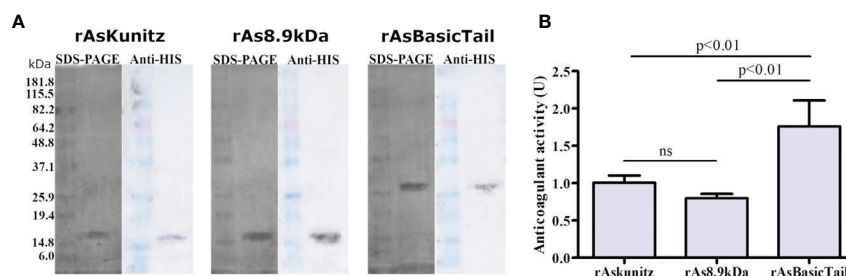 A
rAsKunitz
rAs8.9kDa
rAsBasicTail
kDa
SDS-PAGE Anti-HIS
SDS-PAGE Anti-HIS
SDS-PAGE Anti-HIS
181.8
115.5
82.2
64.2
48.8
37.1
25.9
19.4
14.8
6.0
B
p<0.01
p<0.01
ns
Anticoagulant activity (U)
2.5
2.0
1.5
1.0
0.5
0.0
rAskunitz
rAs8.9kDa
rAsBasicTail